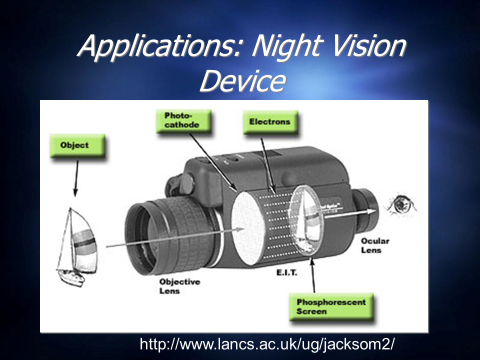 Applications: Night Vision
Device
Photo-
cathode
Electrons
Object
Ocular
Lens
E.I.T.
Objective
Lens
Phosphorescent
Screen
http://www.lancs.ac.uk/ug/jacksom2/